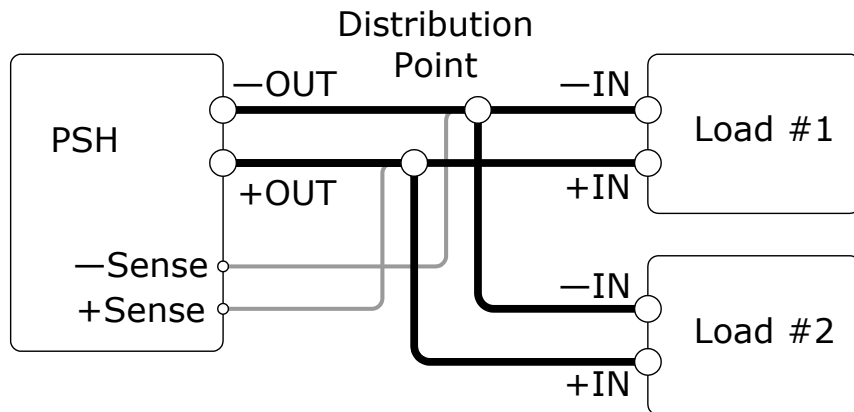 Distribution
Point
—OUT
—IN
PSH
Load #1
+OUT
+IN
—Sense
+Sense
—IN
Load #2
+IN